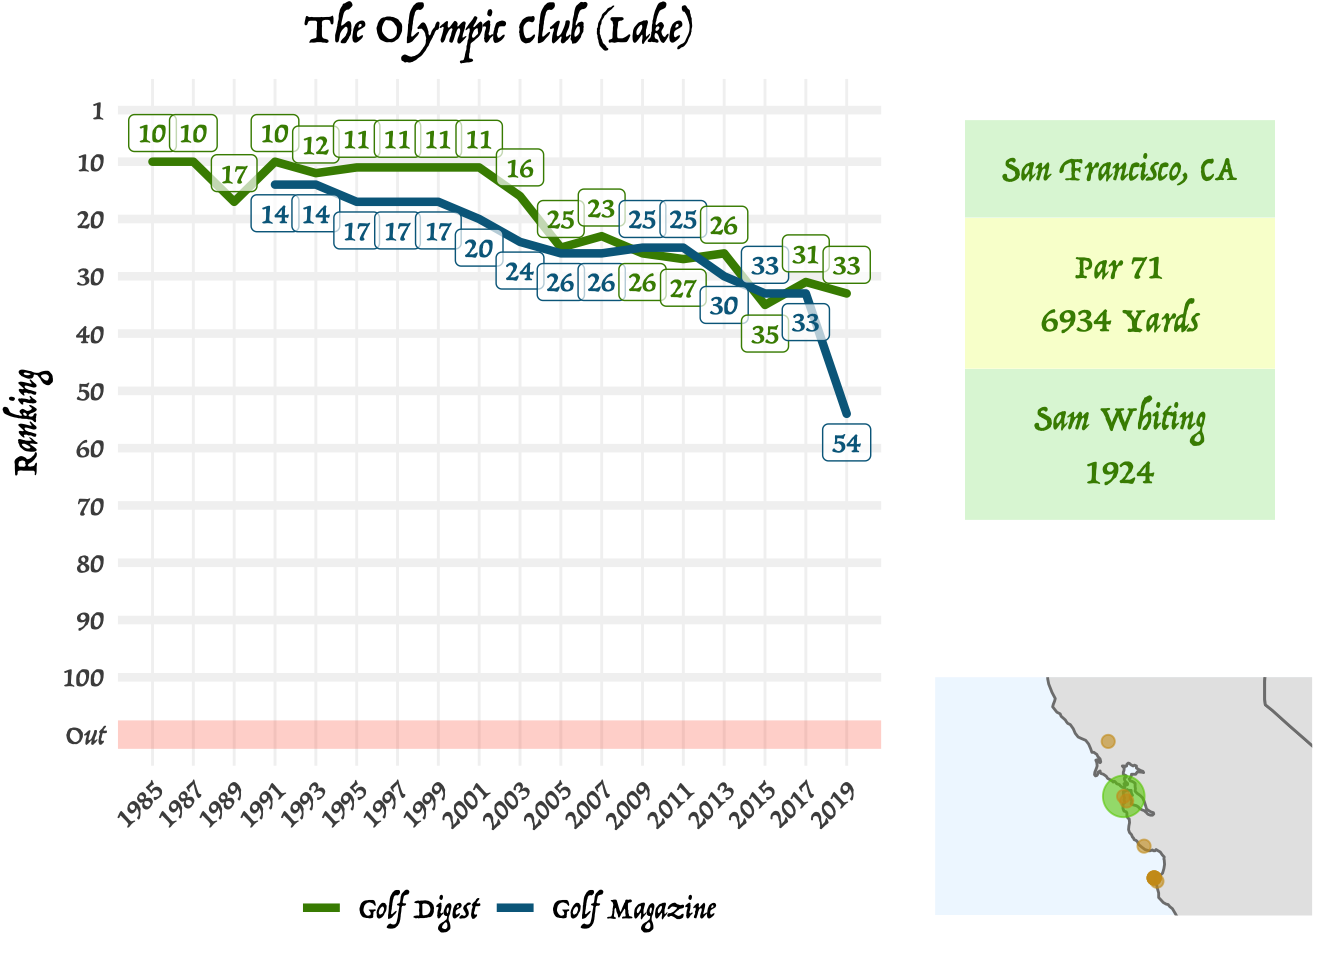 The Olympic Club (Lake)
Ranking
1
10
20
30
40
50
60
70
80
90
100
Out
10 10 17 10 12 11 11 11 11 16 25 23 26 27 26 35 31 33
14 14 17 17 17 20 24 26 26 25 25 30 33 33 54
1985 1987 1989 1991 1993 1995 1997 1999 2001 2003 2005 2007 2009 2011 2013 2015 2017 2019
Golf Digest Golf Magazine
San Francisco, CA
Par 71
6934 Yards
Sam Whiting
1924